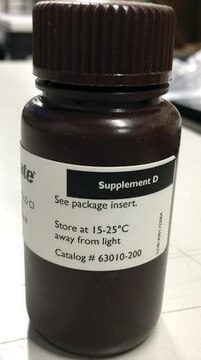 Supplement D
See package insert.
Store at 15-25°C
away from light
Catalog # 63010-200